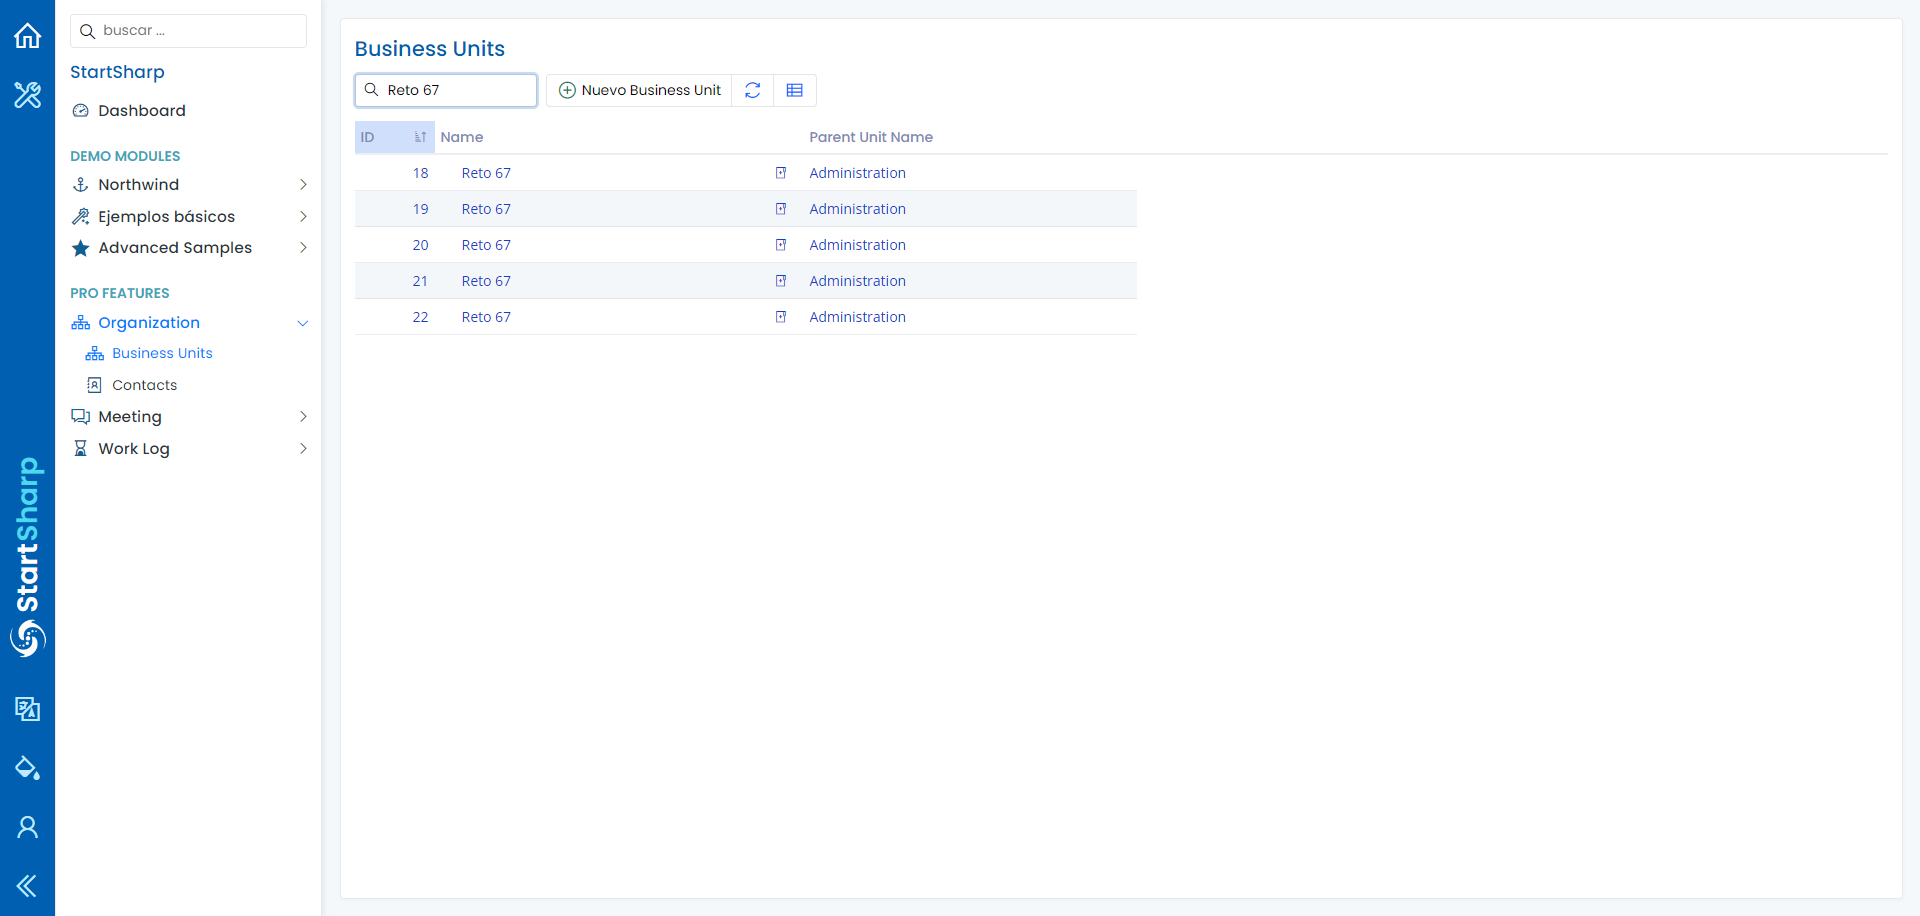 buscar ...
StartSharp
Dashboard
DEMO MODULES
Northwind
Ejemplos básicos
Advanced Samples
PRO FEATURES
Organization
Business Units
Contacts
Meeting
Work Log
StartSharp
Business Units
Reto 67
Nuevo Business Unit
ID Name Parent Unit Name
18 Reto 67 Administration
19 Reto 67 Administration
20 Reto 67 Administration
21 Reto 67 Administration
22 Reto 67 Administration